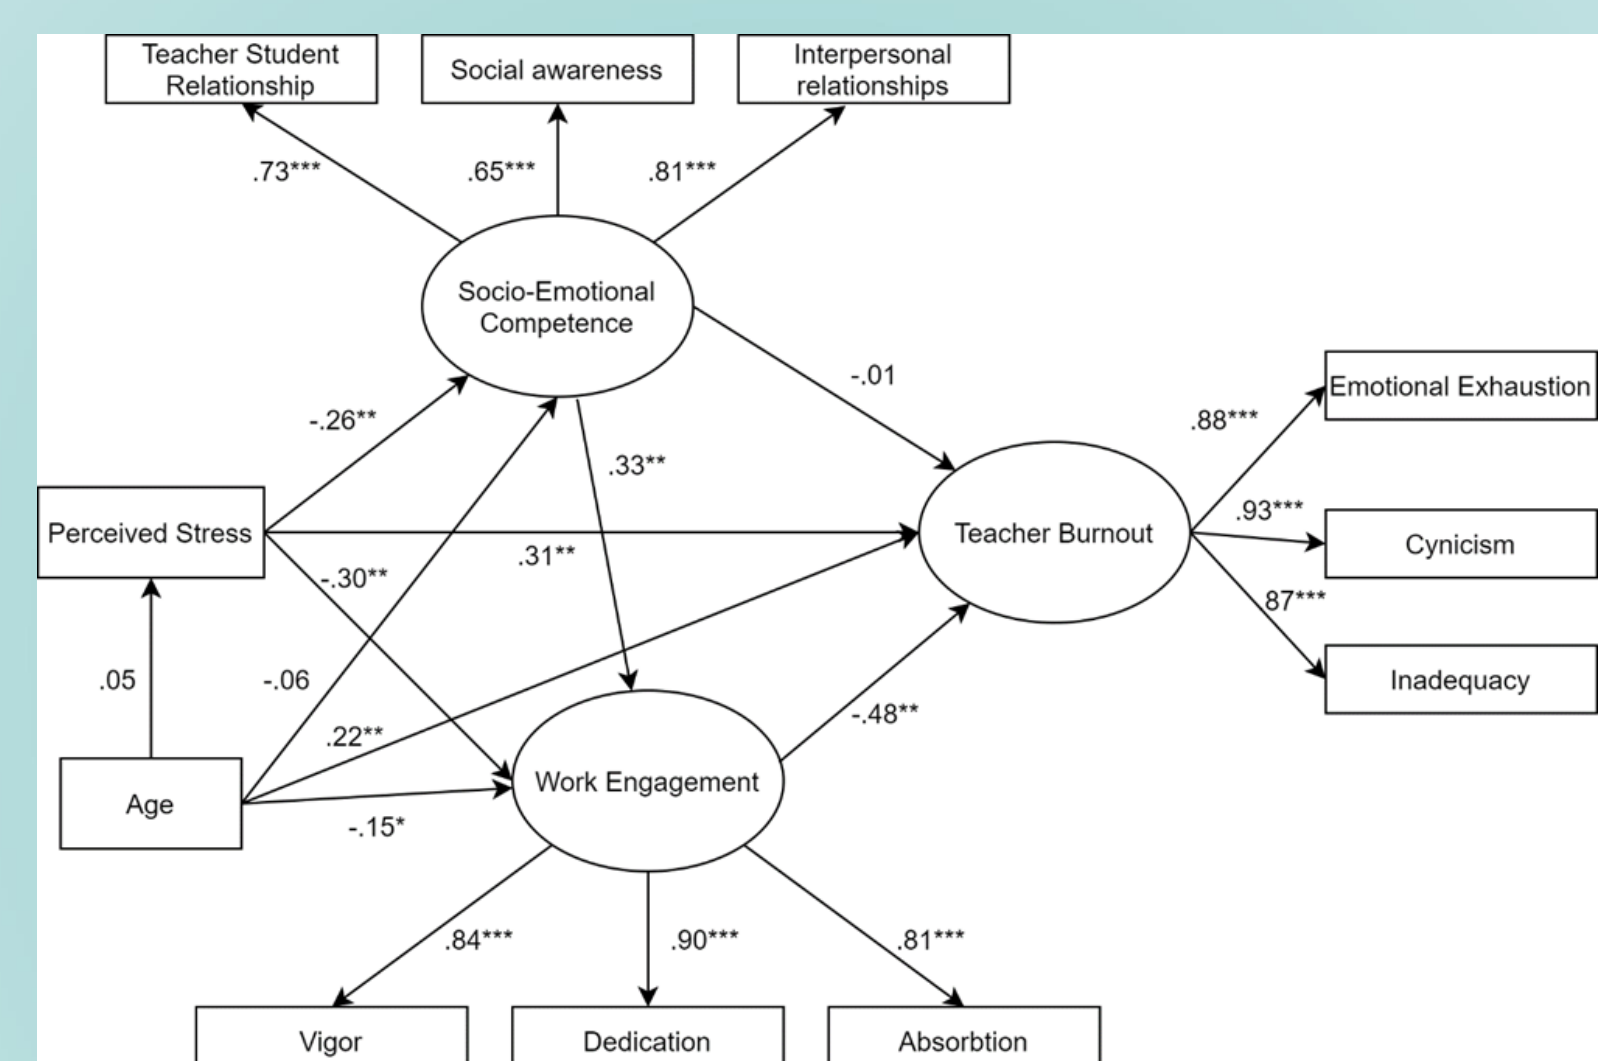 Teacher Student
Relationship
Social awareness
Interpersonal
relationships
.73***
.65***
.81***
Socio-Emotional
Competence
-.01
-.26**
.33**
Emotional Exhaustion
.88***
Perceived Stress
.31**
Teacher Burnout
.93***
Cynicism
-.30**
87***
.05
-.06
Inadequacy
.22**
-.48**
Age
-.15*
Work Engagement
.84***
.90***
.81***
Vigor
Dedication
Absorbtion